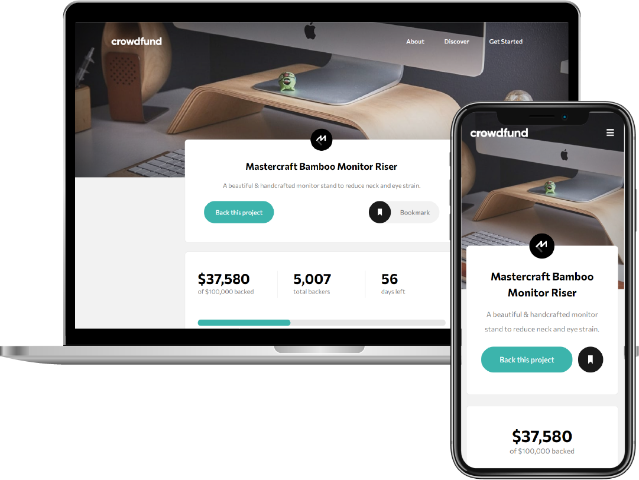 crowdfund
About Discover Get Started
Mastercraft Bamboo Monitor Riser
A beautiful & handcrafted monitor stand to reduce neck and eye strain.
Back this project
Bookmark
$37,580
of $100,000 backed
5,007
total backers
56
days left
crowdfund
Mastercraft Bamboo
Monitor Riser
A beautiful & handcrafted monitor
stand to reduce neck and eye strain.
Back this project
$37,580
of $100,000 backed